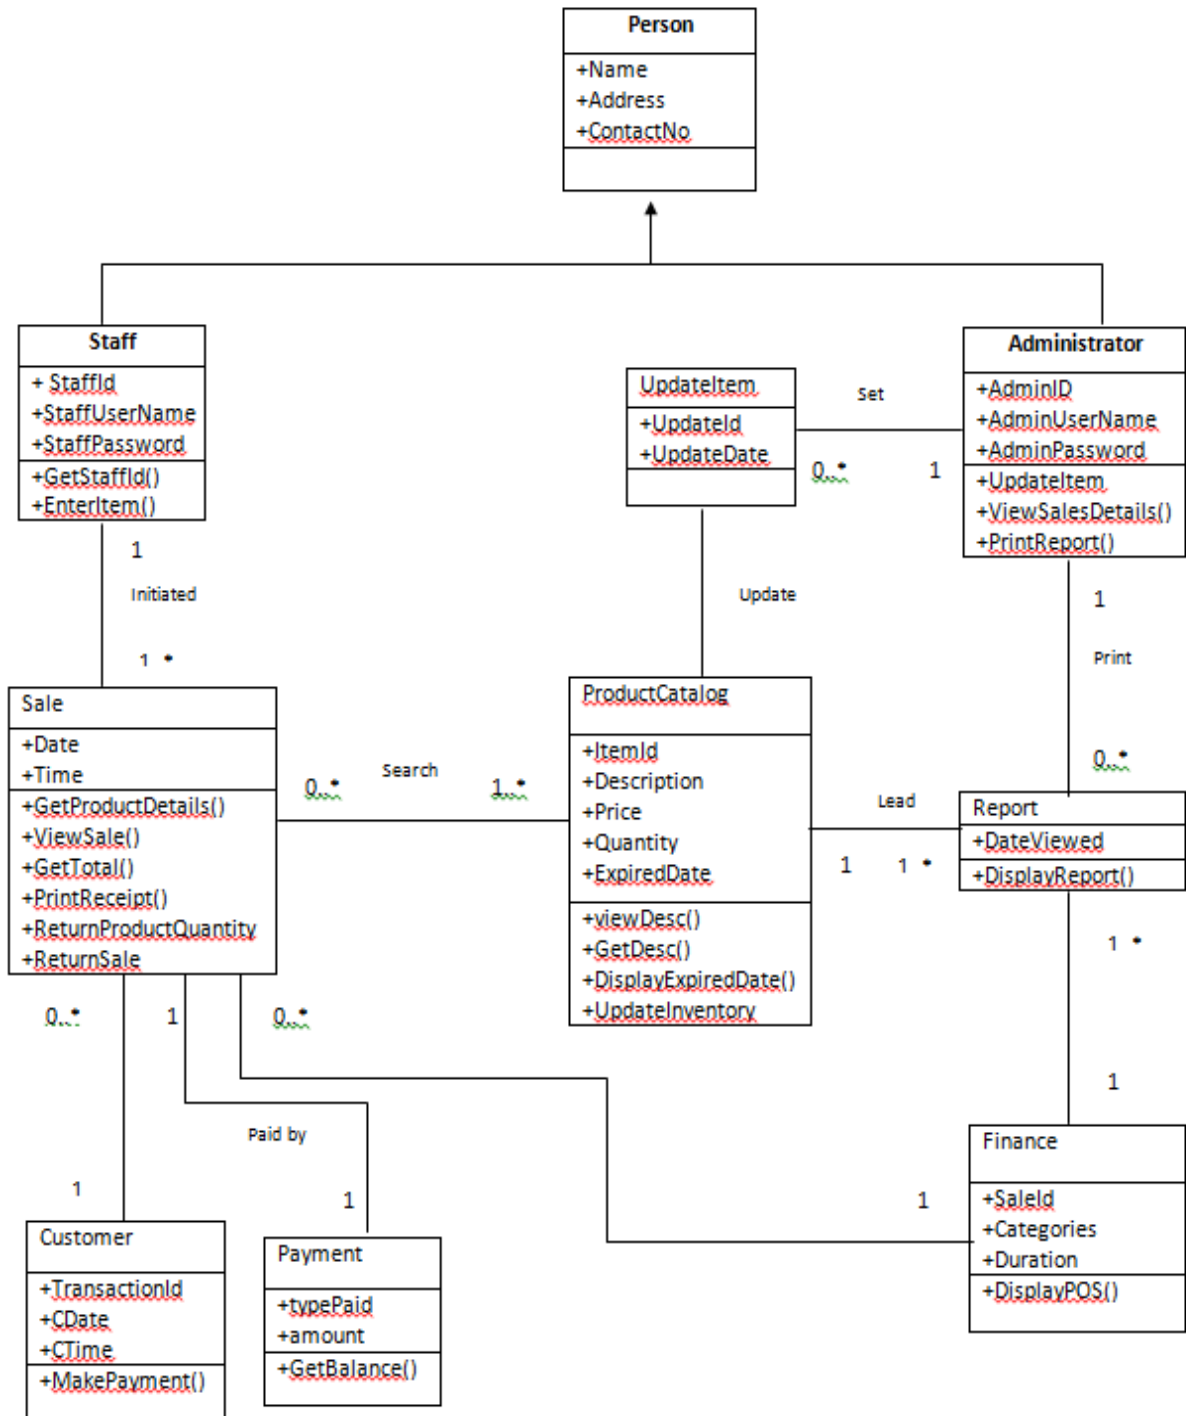 Person
+Name
+Address
+ContactNo
Staff
+ StaffId
+StaffUserName
+StaffPassword
+GetStaffId()
+EnterItem()
UpdateItem
+UpdateId
+UpdateDate
Set
0..*
1
Administrator
+AdminID
+AdminUserName
+AdminPassword
+UpdateItem
+ViewSalesDetails()
+PrintReport()
1
Initiated
1 *
Update
1
Print
0..*
Sale
+Date
+Time
+GetProductDetails()
+ViewSale()
+GetTotal()
+PrintReceipt()
+ReturnProductQuantity
+ReturnSale
0..*
Search
1..*
ProductCatalog
+ItemId
+Description
+Price
+Quantity
+ExpiredDate
+viewDesc()
+GetDesc()
+DisplayExpiredDate()
+UpdateInventory
Lead
1
1 *
Report
+DateViewed
+DisplayReport()
1 *
1
0..*
1
0..*
Paid by
1
1
1
Customer
+TransactionId
+CDate
+CTime
+MakePayment()
Payment
+typePaid
+amount
+GetBalance()
Finance
+SaleId
+Categories
+Duration
+DisplayPOS()